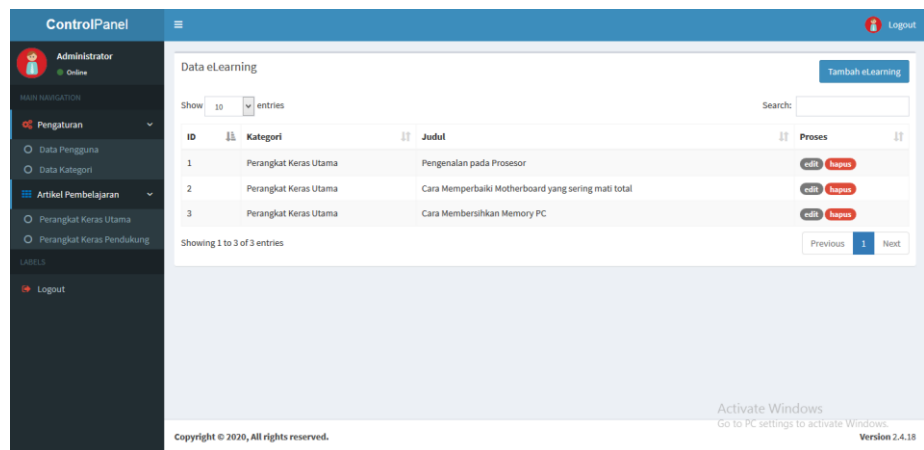 ControlPanel
Logout
Administrator
Online
MAIN NAVIGATION
Pengaturan
Data Pengguna
Data Kategori
Artikel Pembelajaran
Perangkat Keras Utama
Perangkat Keras Pendukung
LABELS
Logout
Data eLearning
Tambah eLearning
Show 10 entries
Search:
ID Kategori Judul Proses
1 Perangkat Keras Utama Pengenalan pada Prosesor edit hapus
2 Perangkat Keras Utama Cara Memperbaiki Motherboard yang sering mati total edit hapus
3 Perangkat Keras Utama Cara Membersihkan Memory PC edit hapus
Showing 1 to 3 of 3 entries
Previous 1 Next
Activate Windows
Go to PC settings to activate Windows.
Copyright © 2020, All rights reserved.
Version 2.4.18